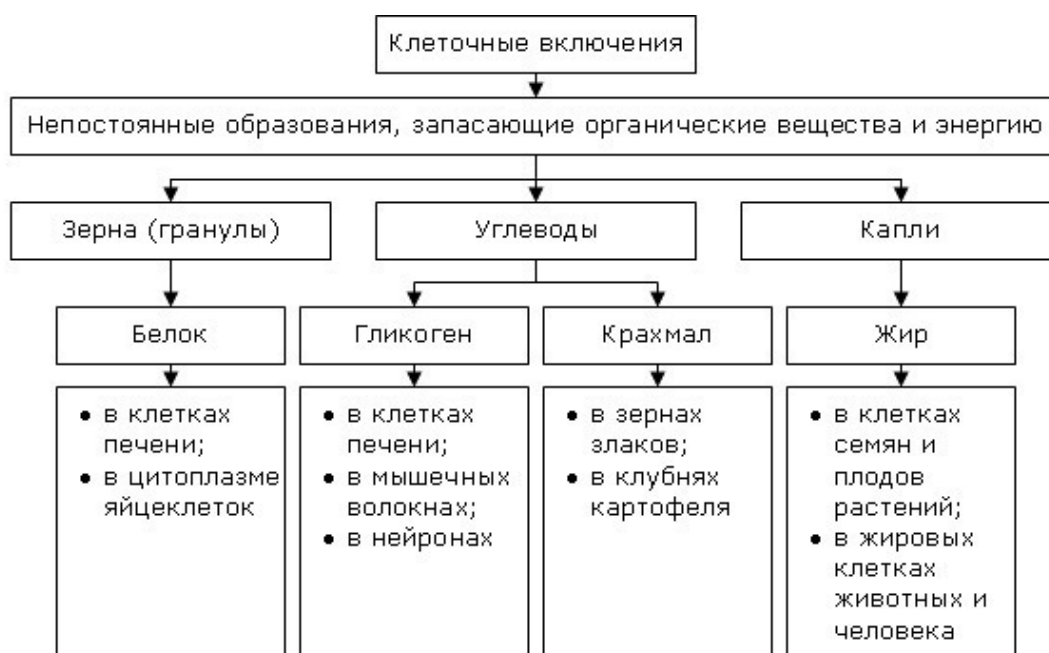 Клеточные включения
Непостоянные образования, запасающие органические вещества и энергию
Зерна (гранулы)
Углеводы
Капли
Белок
Гликоген
Крахмал
Жир
• в клетках
печени;
• в цитоплазме
яйцеклеток
• в клетках
печени;
• в мышечных
волокнах;
• в нейронах
• в зернах
злаков;
• в клубнях
картофеля
• в клетках
семян и
плодов
растений;
• в жировых
клетках
животных и
человека